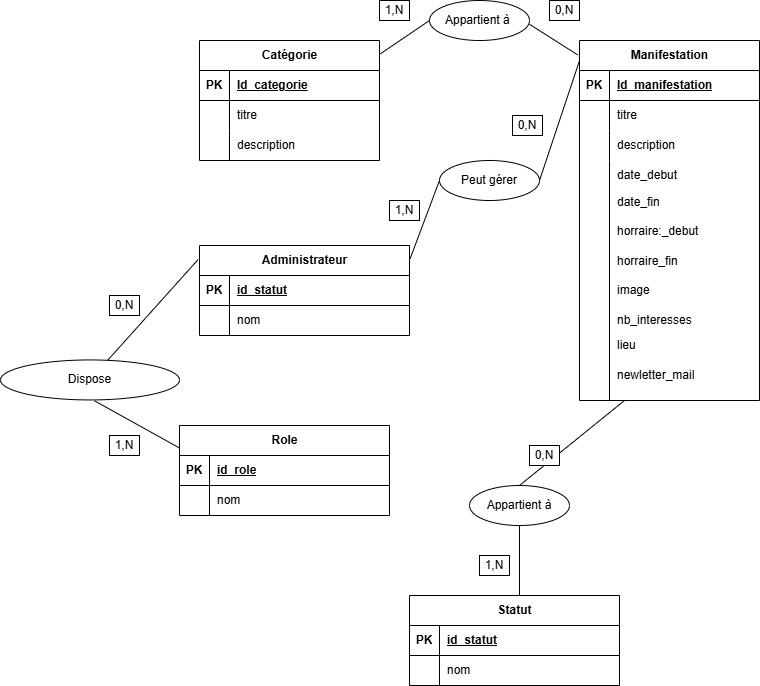 1,N
Appartient à
0,N
Catégorie
PK Id_categorie
titre
description
Manifestation
PK Id_manifestation
titre
description
date_debut
date_fin
horraire:_debut
horraire_fin
image
nb_interesses
lieu
newletter_mail
0,N
Peut gérer
1,N
Administrateur
PK id_statut
nom
0,N
Dispose
1,N
Role
PK id_role
nom
0,N
Appartient à
1,N
Statut
PK id_statut
nom